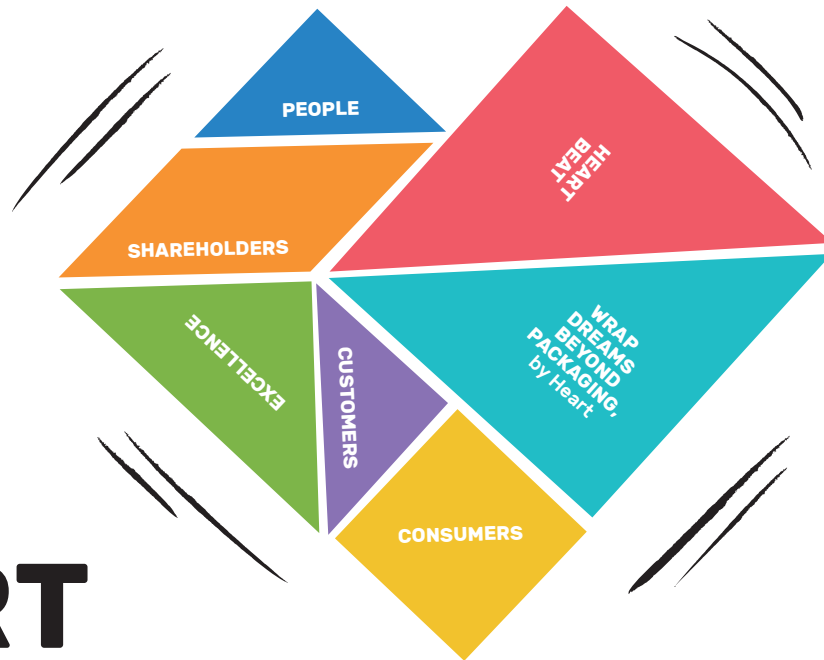 PEOPLE
HEART
BEAT
SHAREHOLDERS
EXCELLENCE
CUSTOMERS
WRAP
DREAMS
BEYOND
PACKAGING,
by Heart
CONSUMERS
RT